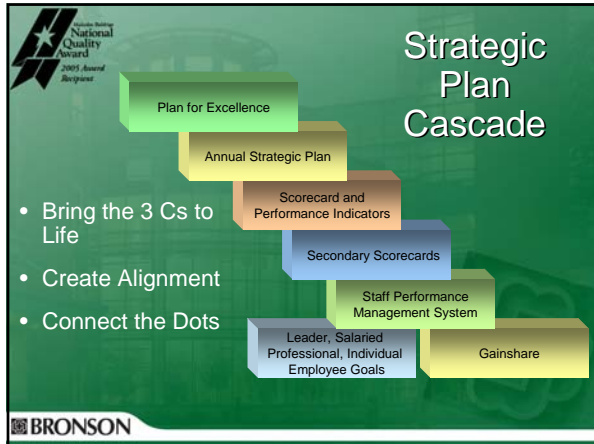 Malcolm Baldrige
National
Quality
Award
2005 Award
Recipient
Strategic
Plan
Cascade
Plan for Excellence
Annual Strategic Plan
Scorecard and
Performance Indicators
Secondary Scorecards
Staff Performance
Management System
Leader, Salaried
Professional, Individual
Employee Goals
Gainshare
• Bring the 3 Cs to
Life
• Create Alignment
• Connect the Dots
BRONSON